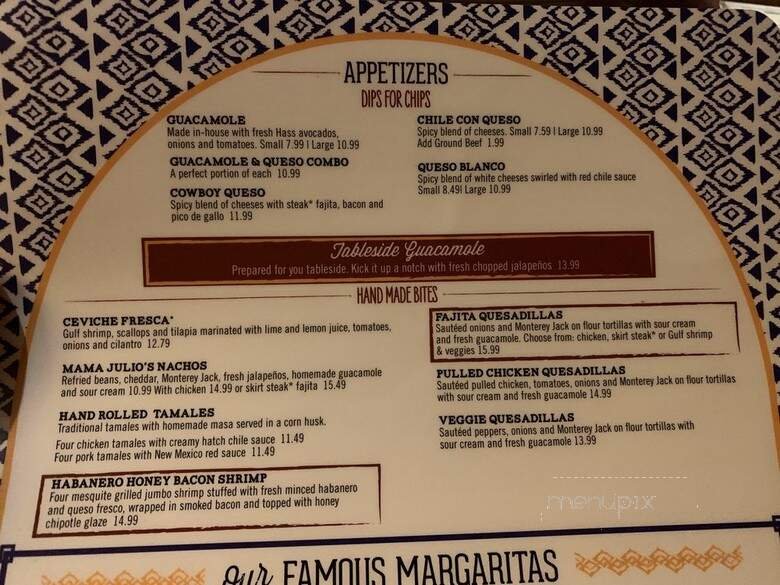 APPETIZERS
DIPS FOR CHIPS
GUACAMOLE
Made in-house with fresh Hass avocados,
onions and tomatoes. Small 7.99 | Large 10.99
GUACAMOLE & QUESO COMBO
A perfect portion of each 10.99
COWBOY QUESO
Spicy blend of cheeses with steak* fajita, bacon and
pico de gallo 11.99
CHILE CON QUESO
Spicy blend of cheeses. Small 7.59 | Large 10.99
Add Ground Beef 1.99
QUESO BLANCO
Spicy blend of white cheeses swirled with red chile sauce
Small 8.49| Large 10.99
Tableside Guacamole
Prepared for you tableside. Kick it up a notch with fresh chopped jalapeños 13.99
HAND MADE BITES
CEVICHE FRESCA*
Gulf shrimp, scallops and tilapia marinated with lime and lemon juice, tomatoes,
onions and cilantro 12.79
MAMA JULIO'S NACHOS
Refried beans, cheddar, Monterey Jack, fresh jalapeños, homemade guacamole
and sour cream 10.99 With chicken 14.99 or skirt steak* fajita 15.49
HAND ROLLED TAMALES
Traditional tamales with homemade masa served in a corn husk.
Four chicken tamales with creamy hatch chile sauce 11.49
Four pork tamales with New Mexico red sauce 11.49
HABANERO HONEY BACON SHRIMP
Four mesquite grilled jumbo shrimp stuffed with fresh minced habanero
and queso fresco, wrapped in smoked bacon and topped with honey
chipotle glaze 14.99
FAJITA QUESADILLAS
Sautéed onions and Monterey Jack on flour tortillas with sour cream
and fresh guacamole. Choose from: chicken, skirt steak* or Gulf shrimp
& veggies 15.99
PULLED CHICKEN QUESADILLAS
Sautéed pulled chicken, tomatoes, onions and Monterey Jack on flour tortillas
with sour cream and fresh guacamole 14.99
VEGGIE QUESADILLAS
Sautéed peppers, onions and Monterey Jack on flour tortillas with
sour cream and fresh guacamole 13.99
menupix
our FAMOUS MARGARITAS